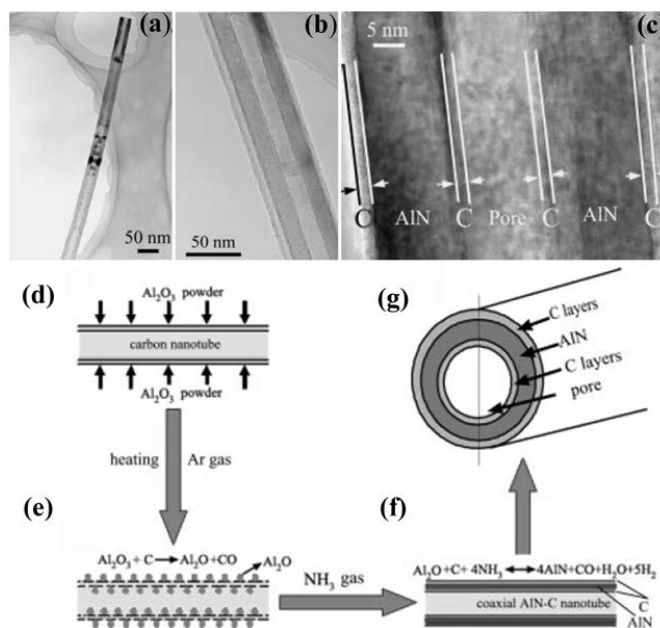 (a)
50 nm
(b)
50 nm
5 nm
(c)
C AlN C Pore C AlN C
(d)
Al₂O₃
powder
carbon nanotube
Al₂O₃ powder
heating Ar gas
(e)
Al₂O₃ + C → Al₂O + CO
Al₂O
NH₃ gas
(g)
C layers
AlN
C layers
pore
(f)
Al₂O + C + 4NH₃ ↔ 4AlN + CO + H₂O + 5H₂
coaxial AlN-C nanotube
C
AlN